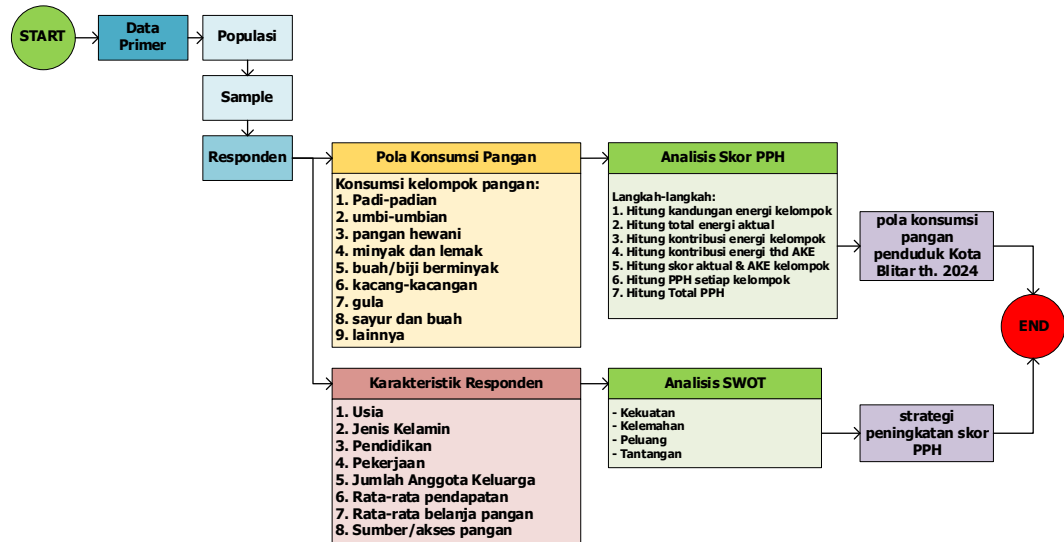 START
Data
Primer
Populasi
Sample
Responden
Pola Konsumsi Pangan
Konsumsi kelompok pangan:
1. Padi-padian
2. umbi-umbian
3. pangan hewani
4. minyak dan lemak
5. buah/biji berminyak
6. kacang-kacangan
7. gula
8. sayur dan buah
9. lainnya
Analisis Skor PPH
Langkah-langkah:
1. Hitung kandungan energi kelompok
2. Hitung total energi aktual
3. Hitung kontribusi energi kelompok
4. Hitung kontribusi energi thd AKE
5. Hitung skor aktual & AKE kelompok
6. Hitung PPH setiap kelompok
7. Hitung Total PPH
pola konsumsi
pangan
penduduk Kota
Blitar th. 2024
END
Karakteristik Responden
1. Usia
2. Jenis Kelamin
3. Pendidikan
4. Pekerjaan
5. Jumlah Anggota Keluarga
6. Rata-rata pendapatan
7. Rata-rata belanja pangan
8. Sumber/akses pangan
Analisis SWOT
- Kekuatan
- Kelemahan
- Peluang
- Tantangan
strategi
peningkatan skor
PPH